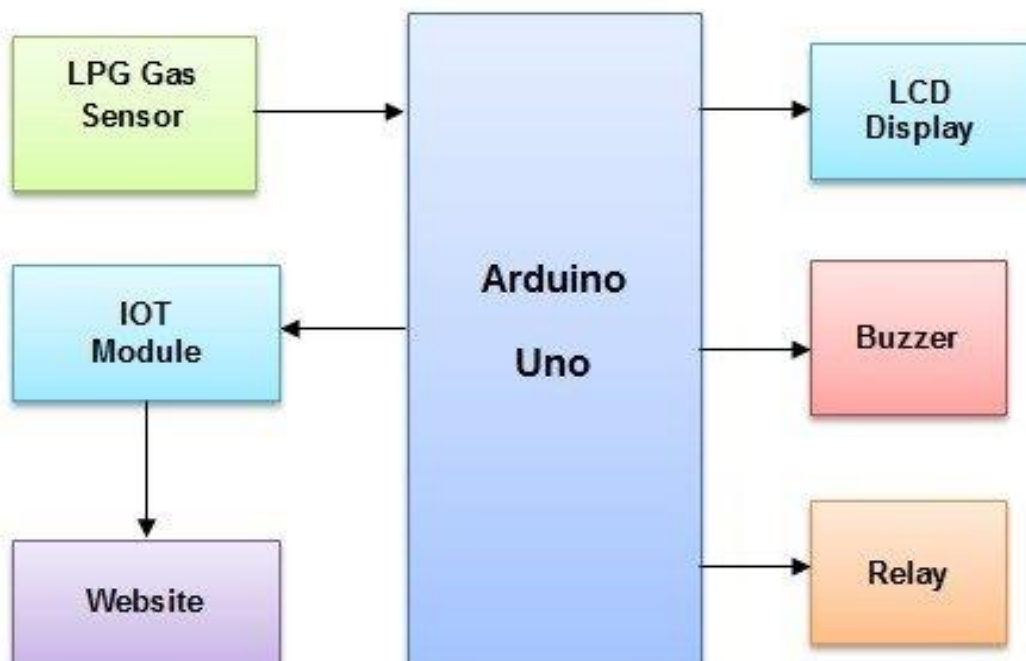 LPG Gas
Sensor
IOT
Module
Website
Arduino
Uno
LCD
Display
Buzzer
Relay